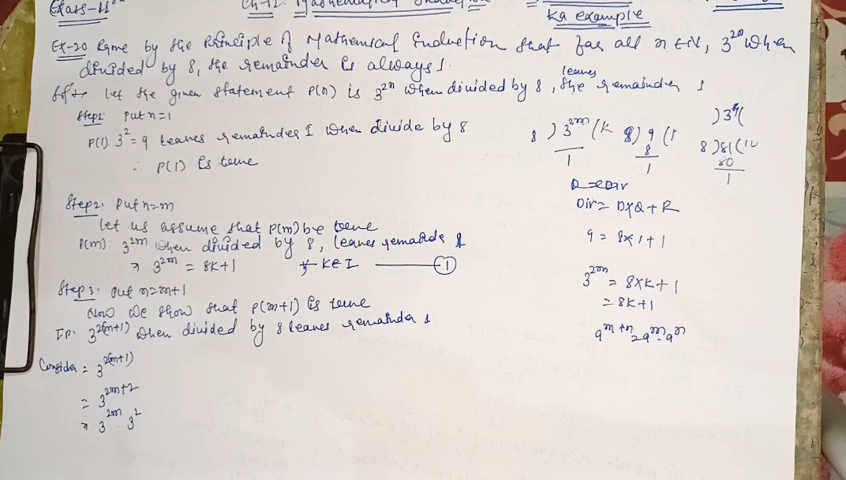 Class-11
Ch-12. Mathematical Induction
Ka example
Ex-20 Prove by the Principle of Mathemical Induction that for all n∈N, 3^2n When
divided by 8, the remainder is always 1.
Sol- Let the given statement P(n) is 3^2n when divided by 8, leaves the remainder 1
Step1: Put n=1
P(1): 3^2 = 9 leaves remainder 1 when divide by 8
∴ P(1) is true
Step2: Put n=m
Let us assume that P(m) be true
P(m): 3^2m when divided by 8, leaves remainder 1
⇒ 3^2m = 8K+1 K∈I — (1)
Step3: Put n=m+1
Now we show that P(m+1) is true
3^2(m+1) when divided by 8 leaves remainder 1
Consider = 3^2(m+1)
= 3^2m+2
⇒ 3^2m · 3^2
8 ) 3^2m ( K
1
8 ) 9 ( 1
8
1
) 3^4 (
8 ) 81 ( 10
80
1
Div = D×Q + R
9 = 8×1+1
3^2m = 8×K+1
= 8K+1
a^m+n = a^m · a^n